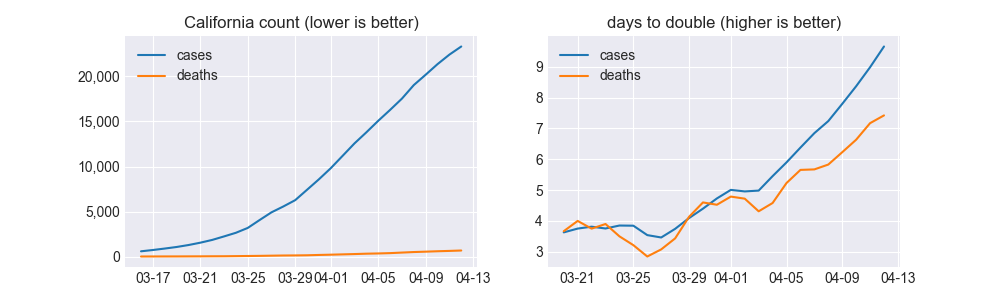 California count (lower is better)
cases
deaths
20,000
15,000
10,000
5,000
0
03-17 03-21 03-25 03-29 04-01 04-05 04-09 04-13
days to double (higher is better)
cases
deaths
9
8
7
6
5
4
3
03-21 03-25 03-29 04-01 04-05 04-09 04-13